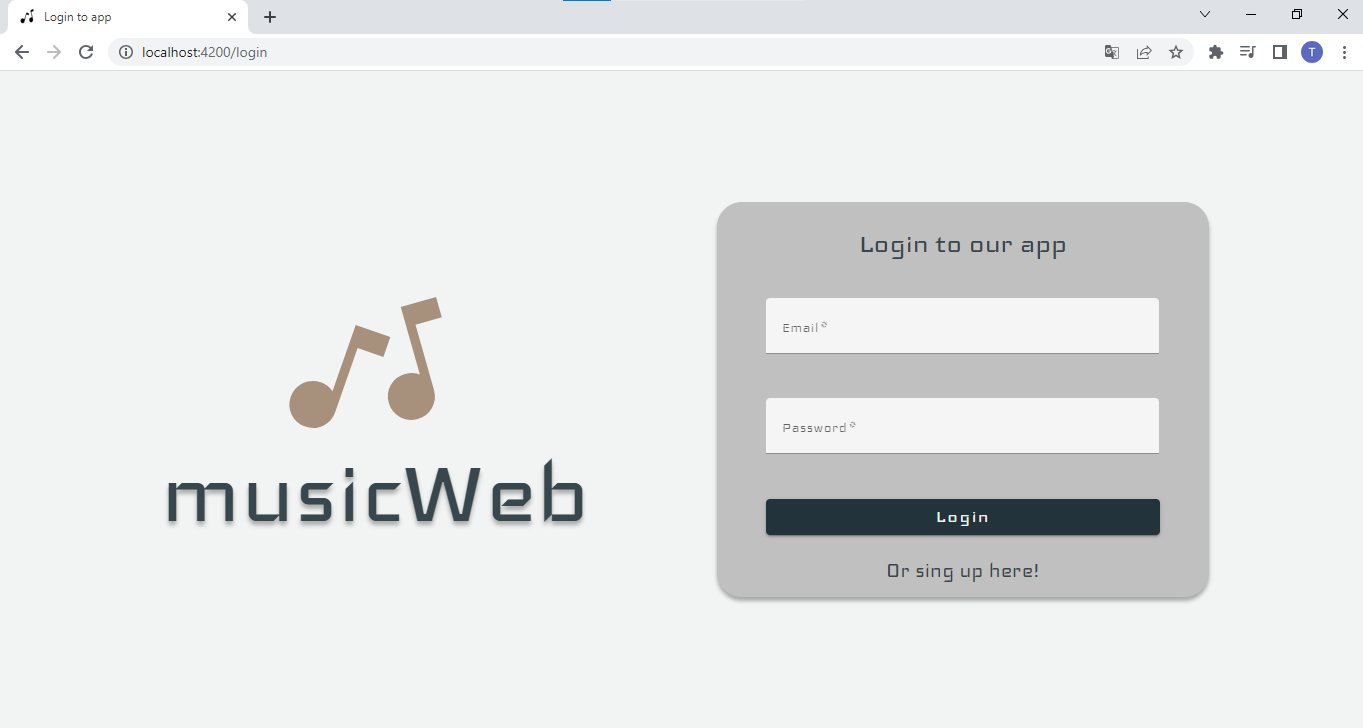 Login to app
localhost:4200/login
T
musicWeb
Login to our app
Email*
Password*
Login
Or sing up here!